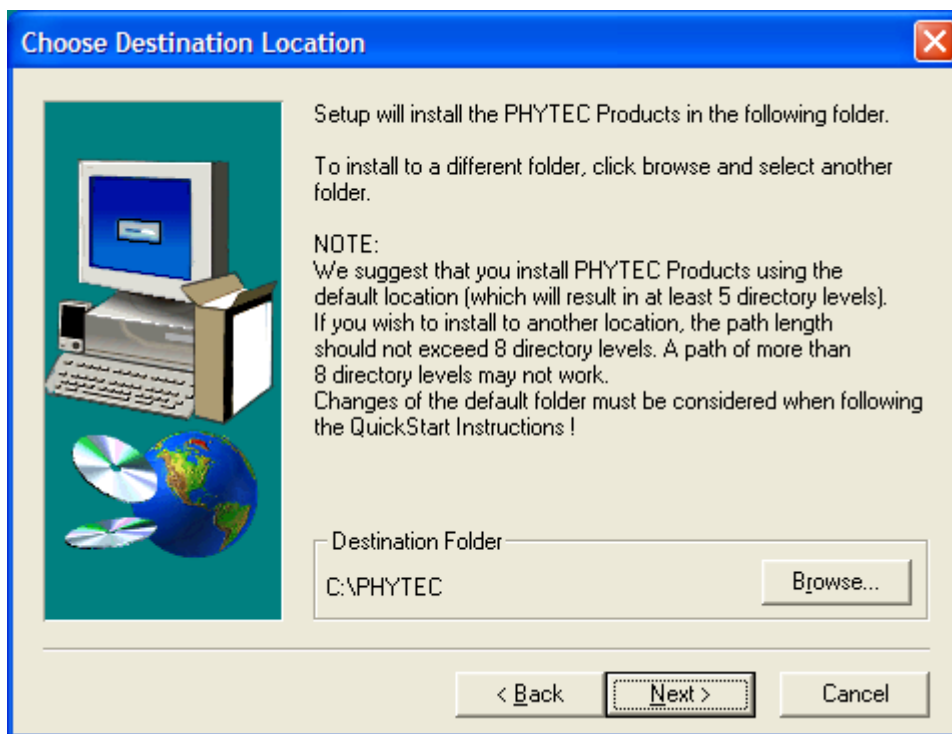 Choose Destination Location
Setup will install the PHYTEC Products in the following folder.
To install to a different folder, click browse and select another
folder.
NOTE:
We suggest that you install PHYTEC Products using the
default location (which will result in at least 5 directory levels).
If you wish to install to another location, the path length
should not exceed 8 directory levels. A path of more than
8 directory levels may not work.
Changes of the default folder must be considered when following
the QuickStart Instructions !
Destination Folder
C:\PHYTEC
Browse...
< Back
Next >
Cancel